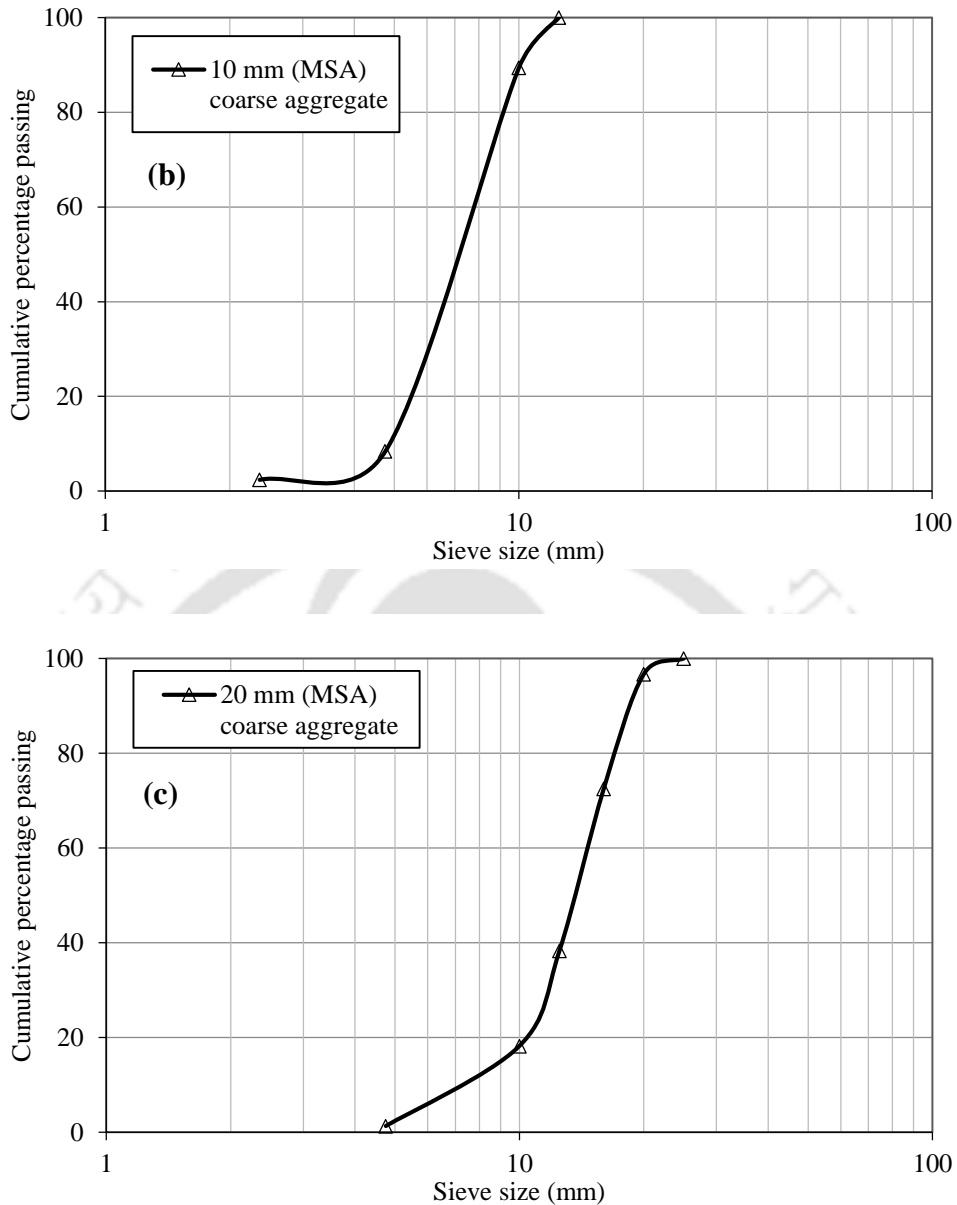 100
80
60
40
20
0
Cumulative percentage passing
10 mm (MSA)
coarse aggregate
(b)
1 10 100
Sieve size (mm)
100
80
60
40
20
0
Cumulative percentage passing
20 mm (MSA)
coarse aggregate
(c)
1 10 100
Sieve size (mm)